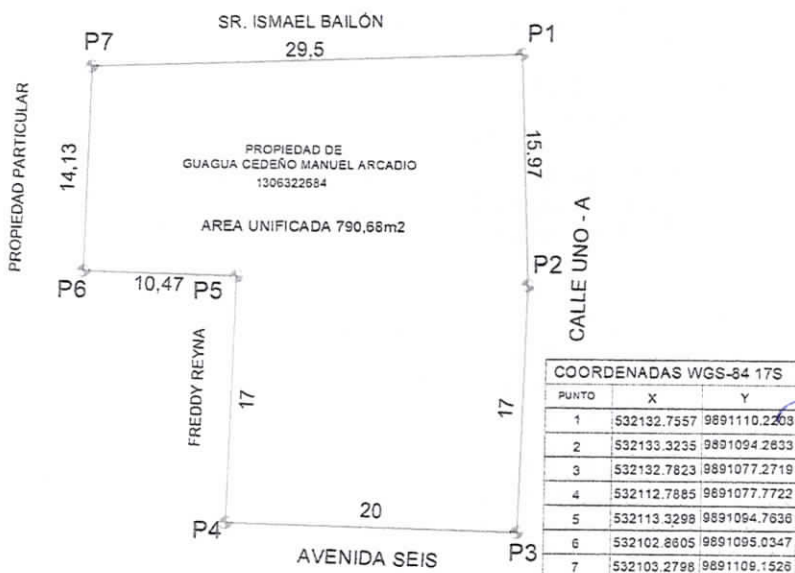 SR. ISMAEL BAILÓN
P7
29,5
P1
PROPIEDAD PARTICULAR
14,13
PROPIEDAD DE
GUAGUA CEDEÑO MANUEL ARCADIO
1306322684
15.97
AREA UNIFICADA 790,68m2
CALLE UNO - A
P2
P6
10,47
P5
FREDDY REYNA
17
17
20
P4
AVENIDA SEIS
P3
COORDENADAS WGS-84 17S
PUNTO X Y
1 532132.7557 9891110.2203
2 532133.3235 9891094.2633
3 532132.7823 9891077.2719
4 532112.7885 9891077.7722
5 532113.3298 9891094.7636
6 532102.8605 9891095.0347
7 532103.2798 9891109.1526